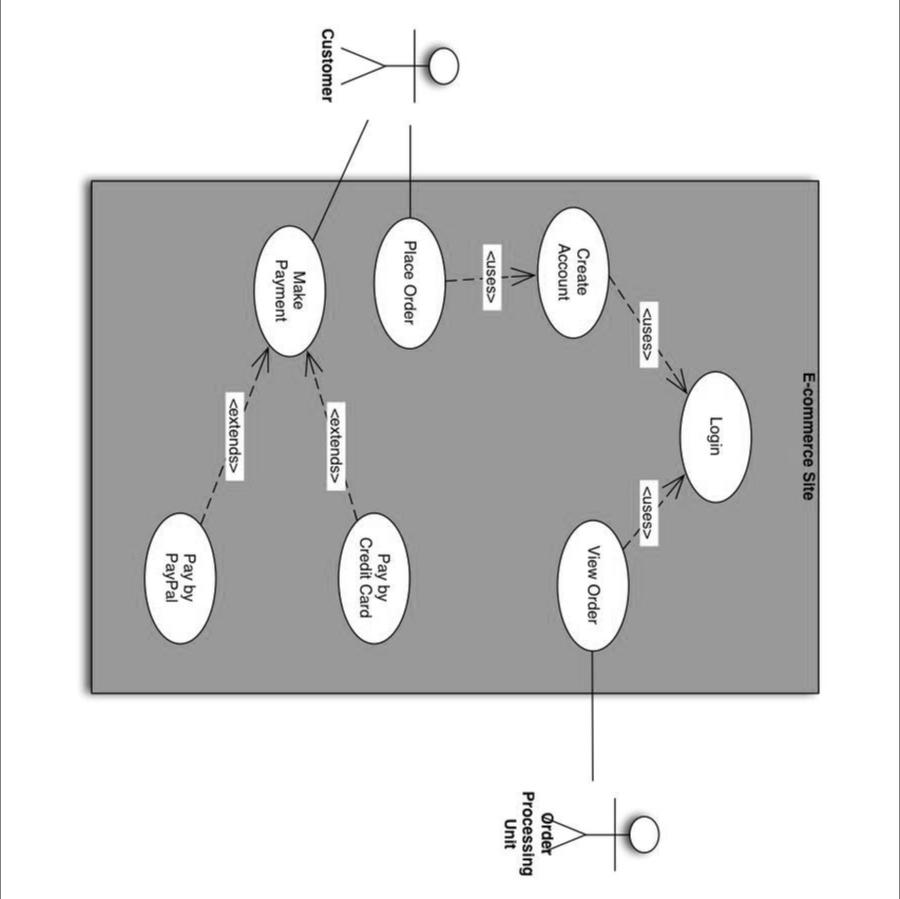 E-commerce Site
Login
<uses>
<uses>
Create
Account
View Order
<uses>
Order
Processing
Unit
Place Order
Customer
Make
Payment
<extends>
Pay by
Credit Card
<extends>
Pay by
PayPal